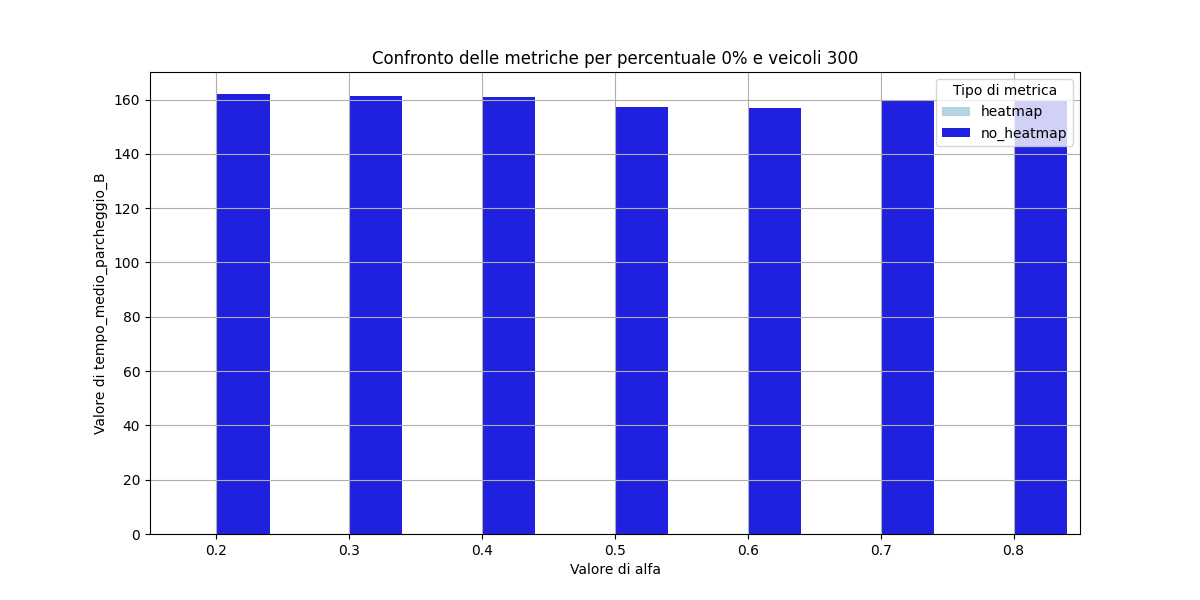 Confronto delle metriche per percentuale 0% e veicoli 300
Valore di tempo_medio_parcheggio_B
160
140
120
100
80
60
40
20
0
Tipo di metrica
heatmap
no_heatmap
0.2 0.3 0.4 0.5 0.6 0.7 0.8
Valore di alfa